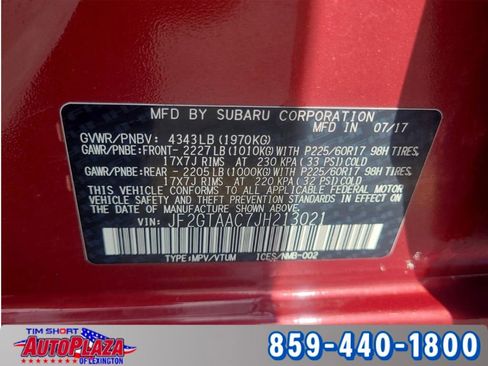 MFD BY SUBARU CORPORATION
MFD IN 07/17
GVWR/PNBV: 4343LB (1970KG)
GAWR/PNBE:FRONT-2227LB(1010KG)WITH P225/60R17 98H TIRES,
17X7J RIMS AT 230 KPA (33 PSI)COLD
GAWR/PNBE:REAR -2205LB(1000KG)WITH P225/60R17 98H TIRES,
17X7J RIMS AT 220 KPA (32 PSI)COLD
THIS VEHICLE CONFORMS TO ALL APPLICABLE FEDERAL MOTOR
VEHICLE SAFETY, BUMPER, AND THEFT PREVENTION STANDARDS
IN EFFECT ON THE DATE OF MANUFACTURE SHOWN ABOVE.
VIN: JF2GTAAC7JH213021
TYPE:MPV/VTUM ICES/NMB-002
TIM SHORT
AUTOPLAZA
OF LEXINGTON
859-440-1800